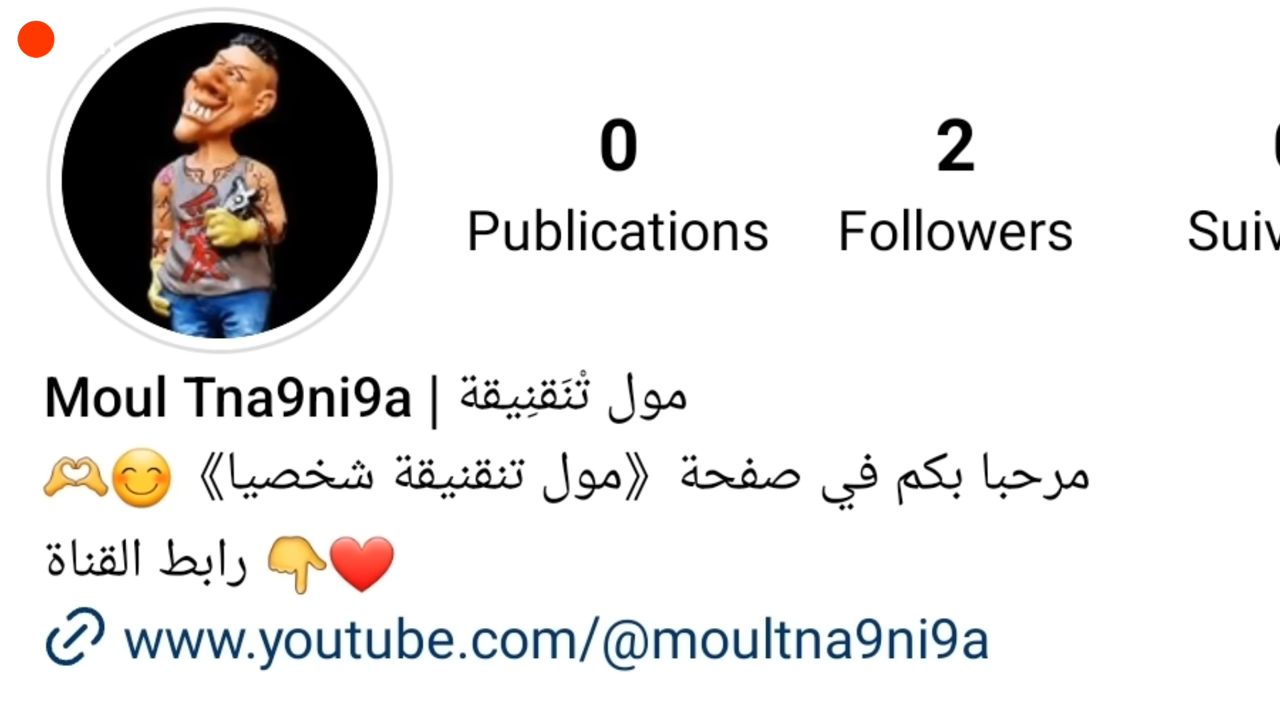 0 2
Publications Followers Suiv
Moul Tna9ni9a | مول تْنَقنِيقة
مرحبا بكم في صفحة 《مول تنقنيقة شخصيا》 😊🫶
رابط القناة 👇❤️
www.youtube.com/@moultna9ni9a